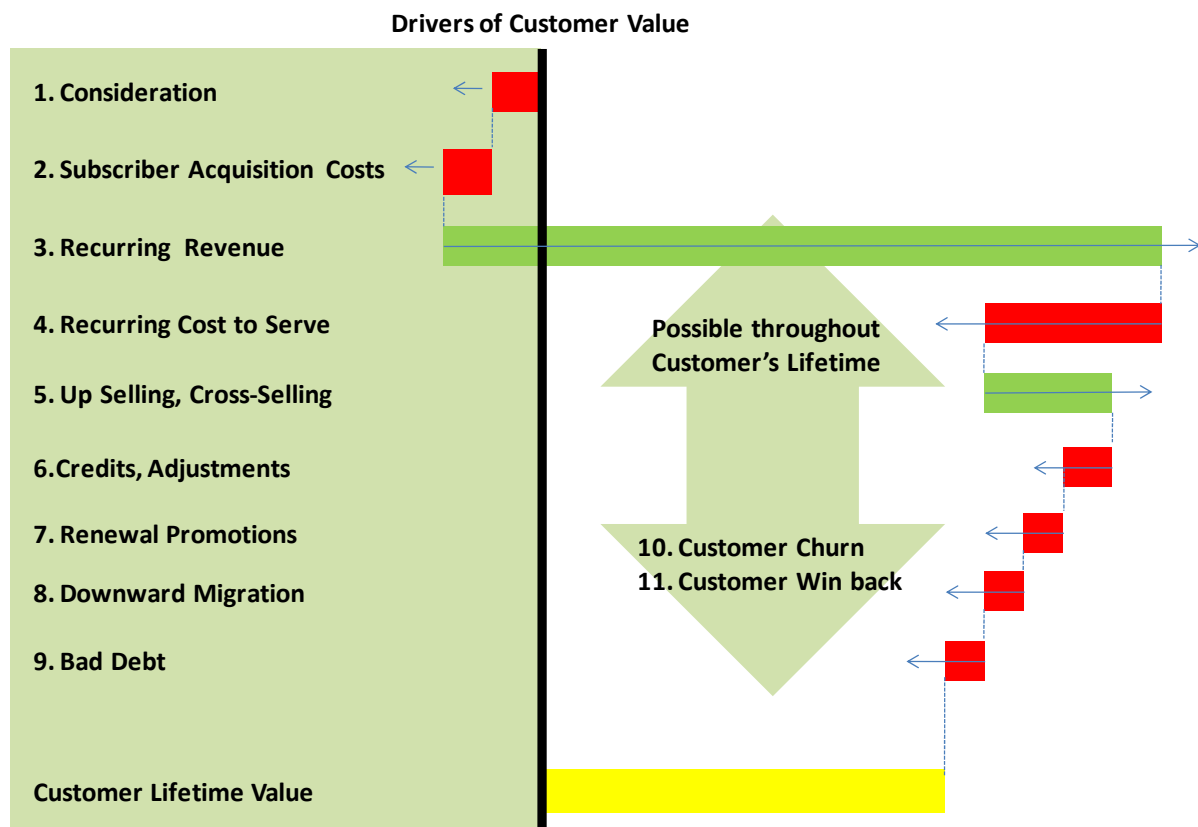 Drivers of Customer Value
1. Consideration
2. Subscriber Acquisition Costs
3. Recurring Revenue
4. Recurring Cost to Serve
Possible throughout
Customer’s Lifetime
5. Up Selling, Cross-Selling
6.Credits, Adjustments
7. Renewal Promotions
10. Customer Churn
11. Customer Win back
8. Downward Migration
9. Bad Debt
Customer Lifetime Value